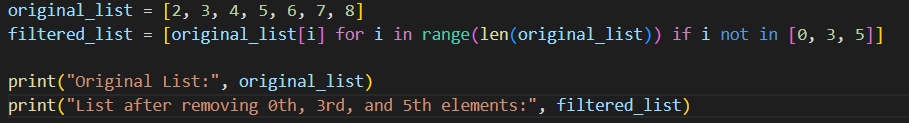 original_list = [2, 3, 4, 5, 6, 7, 8]
filtered_list = [original_list[i] for i in range(len(original_list)) if i not in [0, 3, 5]]
print("Original List:", original_list)
print("List after removing 0th, 3rd, and 5th elements:", filtered_list)